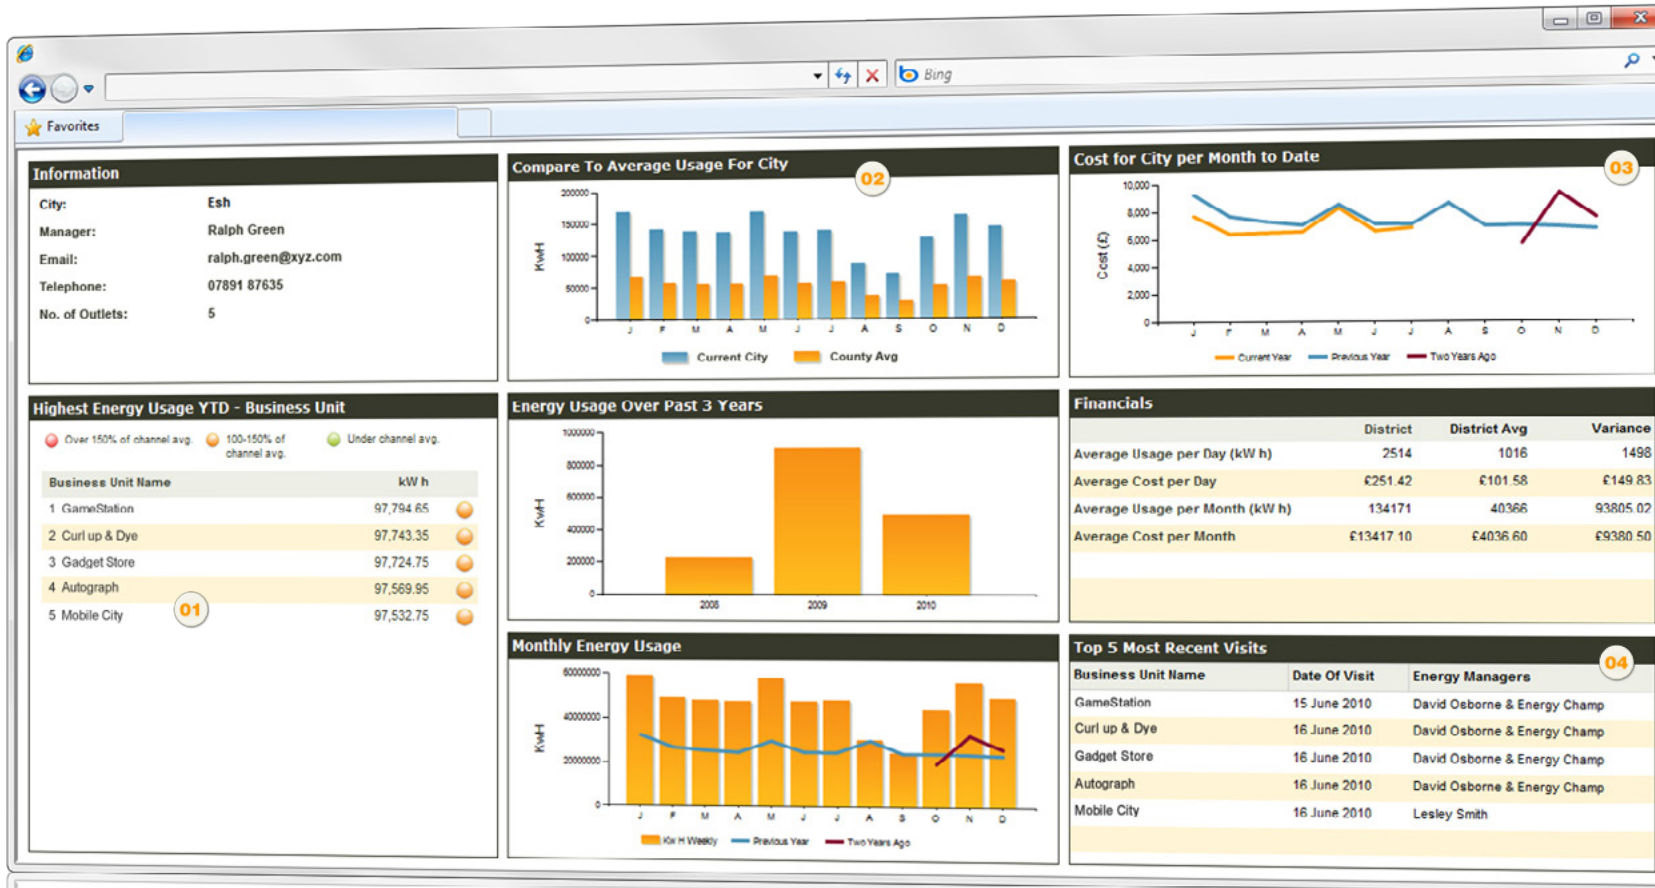 Bing
Favorites
Information
City: Esh
Manager: Ralph Green
Email: ralph.green@xyz.com
Telephone: 07891 87635
No. of Outlets: 5
Compare To Average Usage For City
02
200000
150000
100000
50000
0
KwH
J F M A M J J A S O N D
Current City County Avg
Cost for City per Month to Date
03
10,000
8,000
6,000
4,000
2,000
0
Cost (£)
J F M A M J J A S O N D
Current Year Previous Year Two Years Ago
Highest Energy Usage YTD - Business Unit
Over 150% of channel avg. 100-150% of channel avg. Under channel avg.
Business Unit Name kW h
1 GameStation 97,794.65
2 Curl up & Dye 97,743.35
3 Gadget Store 97,724.75
4 Autograph 97,569.95
5 Mobile City 97,532.75
01
Energy Usage Over Past 3 Years
1000000
800000
600000
400000
200000
0
KwH
2008 2009 2010
Financials
District District Avg Variance
Average Usage per Day (kW h) 2514 1016 1498
Average Cost per Day £251.42 £101.58 £149.83
Average Usage per Month (kW h) 134171 40366 93805.02
Average Cost per Month £13417.10 £4036.60 £9380.50
Monthly Energy Usage
60000000
40000000
20000000
0
KwH
J F M A M J J A S O N D
Kw H Weekly Previous Year Two Years Ago
Top 5 Most Recent Visits
04
Business Unit Name Date Of Visit Energy Managers
GameStation 15 June 2010 David Osborne & Energy Champ
Curl up & Dye 16 June 2010 David Osborne & Energy Champ
Gadget Store 16 June 2010 David Osborne & Energy Champ
Autograph 16 June 2010 David Osborne & Energy Champ
Mobile City 16 June 2010 Lesley Smith